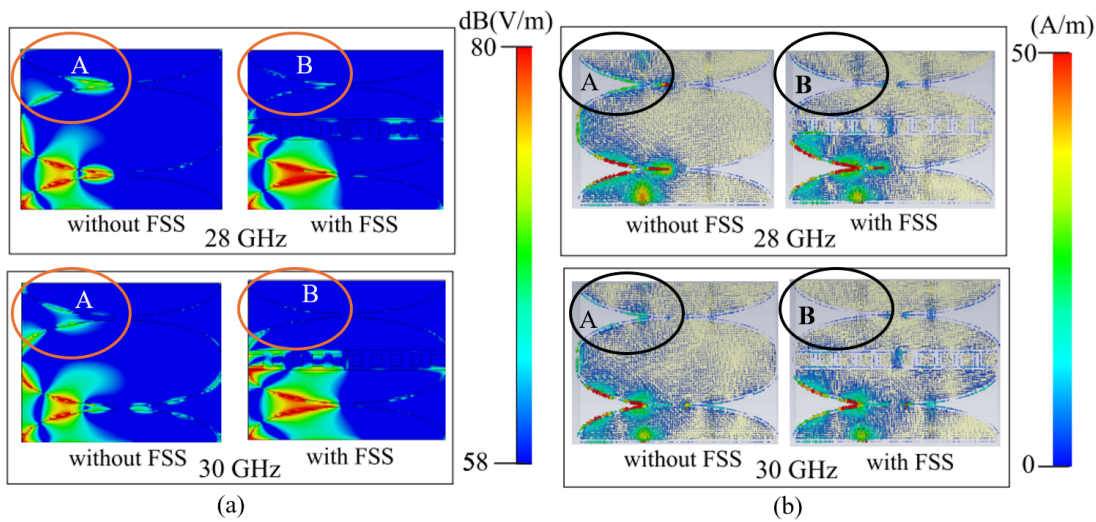 dB(V/m)
80
58
A
B
without FSS
with FSS
28 GHz
A
B
without FSS
with FSS
30 GHz
(a)
(A/m)
50
0
A
B
without FSS
with FSS
28 GHz
A
B
without FSS
with FSS
30 GHz
(b)